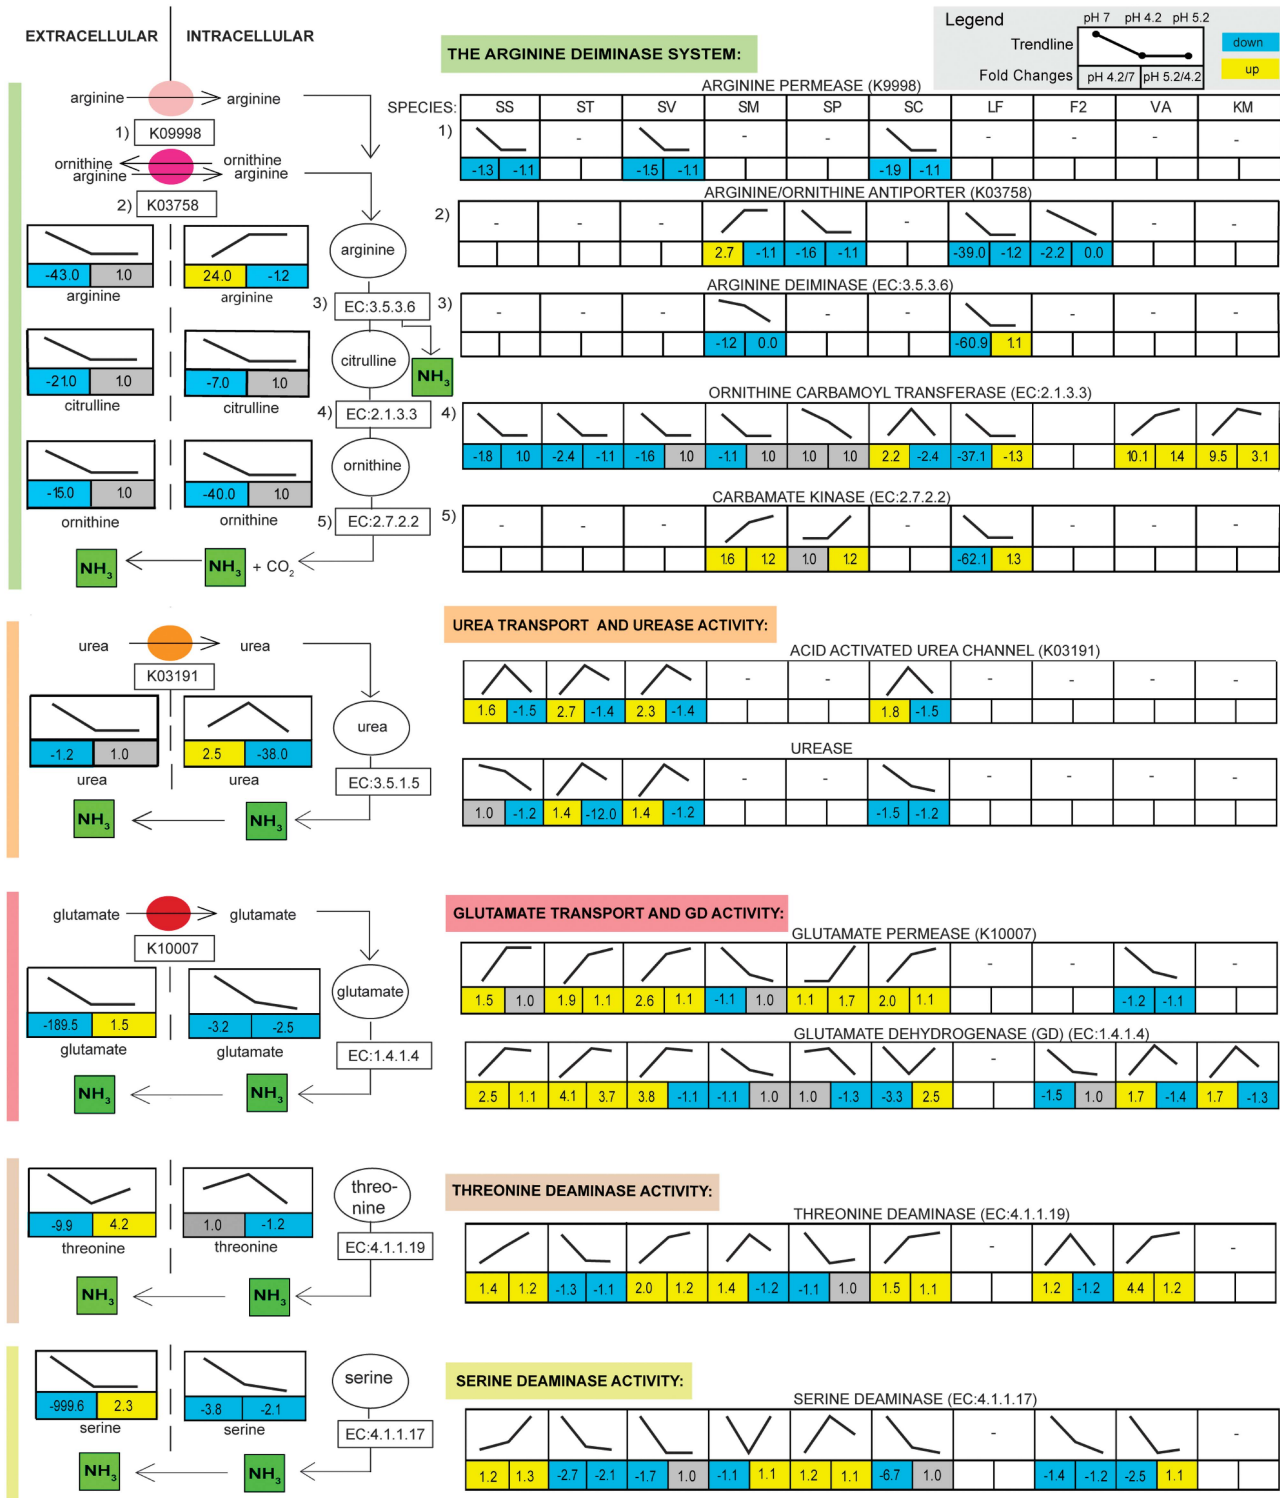 EXTRACELLULAR INTRACELLULAR
Legend pH 7 pH 4.2 pH 5.2
Trendline down
Fold Changes pH 4.2/7 pH 5.2/4.2 up
THE ARGININE DEIMINASE SYSTEM:
arginine arginine
1) K09998
ornithine ornithine
arginine arginine
2) K03758
-43.0 1.0 24.0 -1.2
arginine arginine
arginine
3) EC:3.5.3.6
-21.0 1.0 -7.0 1.0
citrulline citrulline
citrulline
NH3
4) EC:2.1.3.3
-15.0 1.0 -40.0 1.0
ornithine ornithine
ornithine
5) EC:2.7.2.2
NH3 NH3 + CO2
ARGININE PERMEASE (K9998)
SPECIES: SS ST SV SM SP SC LF F2 VA KM
1) - - - - - - -
-1.3 -1.1 -1.5 -1.1 -1.9 -1.1
ARGININE/ORNITHINE ANTIPORTER (K03758)
2) - - - - - -
2.7 -1.1 -1.6 -1.1 -39.0 -1.2 -2.2 0.0
ARGININE DEIMINASE (EC:3.5.3.6)
3) - - - - - - - -
-1.2 0.0 -60.9 1.1
ORNITHINE CARBAMOYL TRANSFERASE (EC:2.1.3.3)
4)
-1.8 1.0 -2.4 -1.1 -1.6 1.0 -1.1 1.0 1.0 1.0 2.2 -2.4 -37.1 -1.3 10.1 1.4 9.5 3.1
CARBAMATE KINASE (EC:2.7.2.2)
5) - - - - - - -
1.6 1.2 1.0 1.2 -62.1 1.3
UREA TRANSPORT AND UREASE ACTIVITY:
urea urea
K03191
-1.2 1.0 2.5 -38.0
urea urea
urea
EC:3.5.1.5
NH3 NH3
ACID ACTIVATED UREA CHANNEL (K03191)
- - - - - -
1.6 -1.5 2.7 -1.4 2.3 -1.4 1.8 -1.5
UREASE
- - - - - -
1.0 -1.2 1.4 -12.0 1.4 -1.2 -1.5 -1.2
GLUTAMATE TRANSPORT AND GD ACTIVITY:
glutamate glutamate
K10007
-189.5 1.5 -3.2 -2.5
glutamate glutamate
glutamate
EC:1.4.1.4
NH3 NH3
GLUTAMATE PERMEASE (K10007)
- - -
1.5 1.0 1.9 1.1 2.6 1.1 -1.1 1.0 1.1 1.7 2.0 1.1 -1.2 -1.1
GLUTAMATE DEHYDROGENASE (GD) (EC:1.4.1.4)
-
2.5 1.1 4.1 3.7 3.8 -1.1 -1.1 1.0 1.0 -1.3 -3.3 2.5 -1.5 1.0 1.7 -1.4 1.7 -1.3
THREONINE DEAMINASE ACTIVITY:
threo-
nine
-9.9 4.2 1.0 -1.2
threonine threonine
EC:4.1.1.19
NH3 NH3
THREONINE DEAMINASE (EC:4.1.1.19)
- -
1.4 1.2 -1.3 -1.1 2.0 1.2 1.4 -1.2 -1.1 1.0 1.5 1.1 1.2 -1.2 4.4 1.2
SERINE DEAMINASE ACTIVITY:
serine
-999.6 2.3 -3.8 -2.1
serine serine
EC:4.1.1.17
NH3 NH3
SERINE DEAMINASE (EC:4.1.1.17)
- -
1.2 1.3 -2.7 -2.1 -1.7 1.0 -1.1 1.1 1.2 1.1 -6.7 1.0 -1.4 -1.2 -2.5 1.1